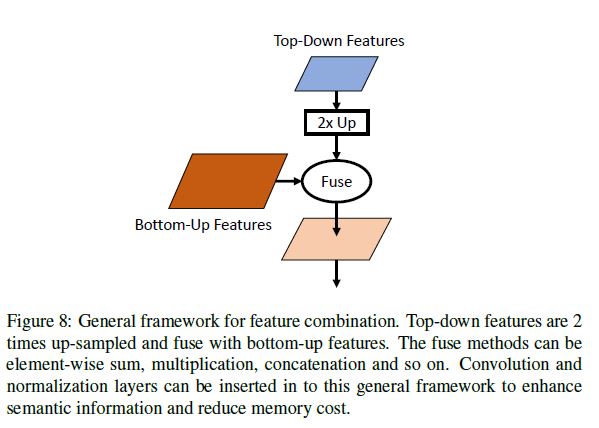 Top-Down Features
2x Up
Fuse
Bottom-Up Features
Figure 8: General framework for feature combination. Top-down features are 2
times up-sampled and fuse with bottom-up features. The fuse methods can be
element-wise sum, multiplication, concatenation and so on. Convolution and
normalization layers can be inserted in to this general framework to enhance
semantic information and reduce memory cost.